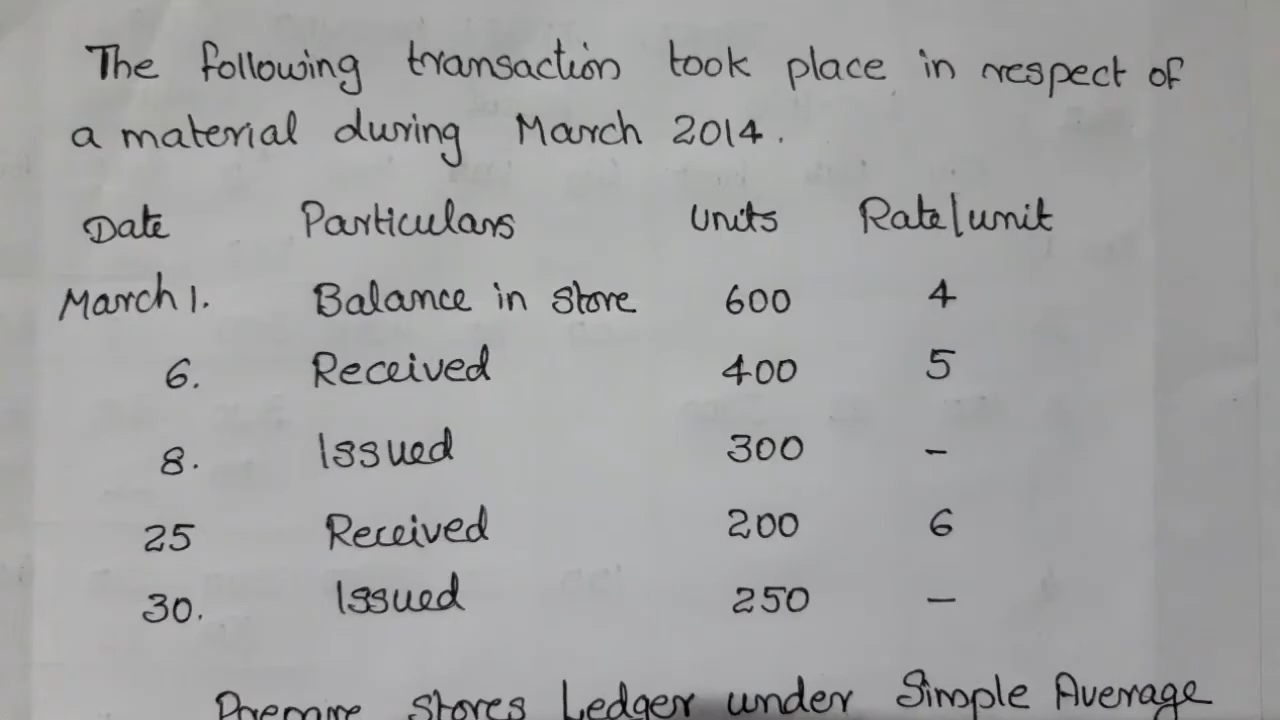 The following transaction took place in respect of
a material during March 2014.
Date Particulars Units Rate/unit
March 1. Balance in store 600 4
6. Received 400 5
8. Issued 300 -
25 Received 200 6
30. Issued 250 -
Prepare Stores Ledger under Simple Average